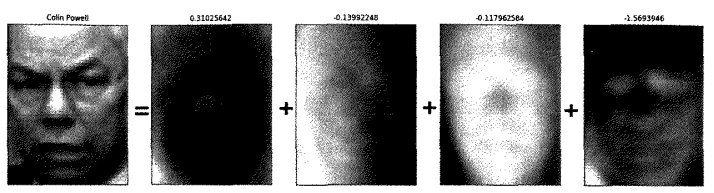 Colin Powell 0.31025642 -0.13992248 -0.117962584 -1.5693946
= + + +